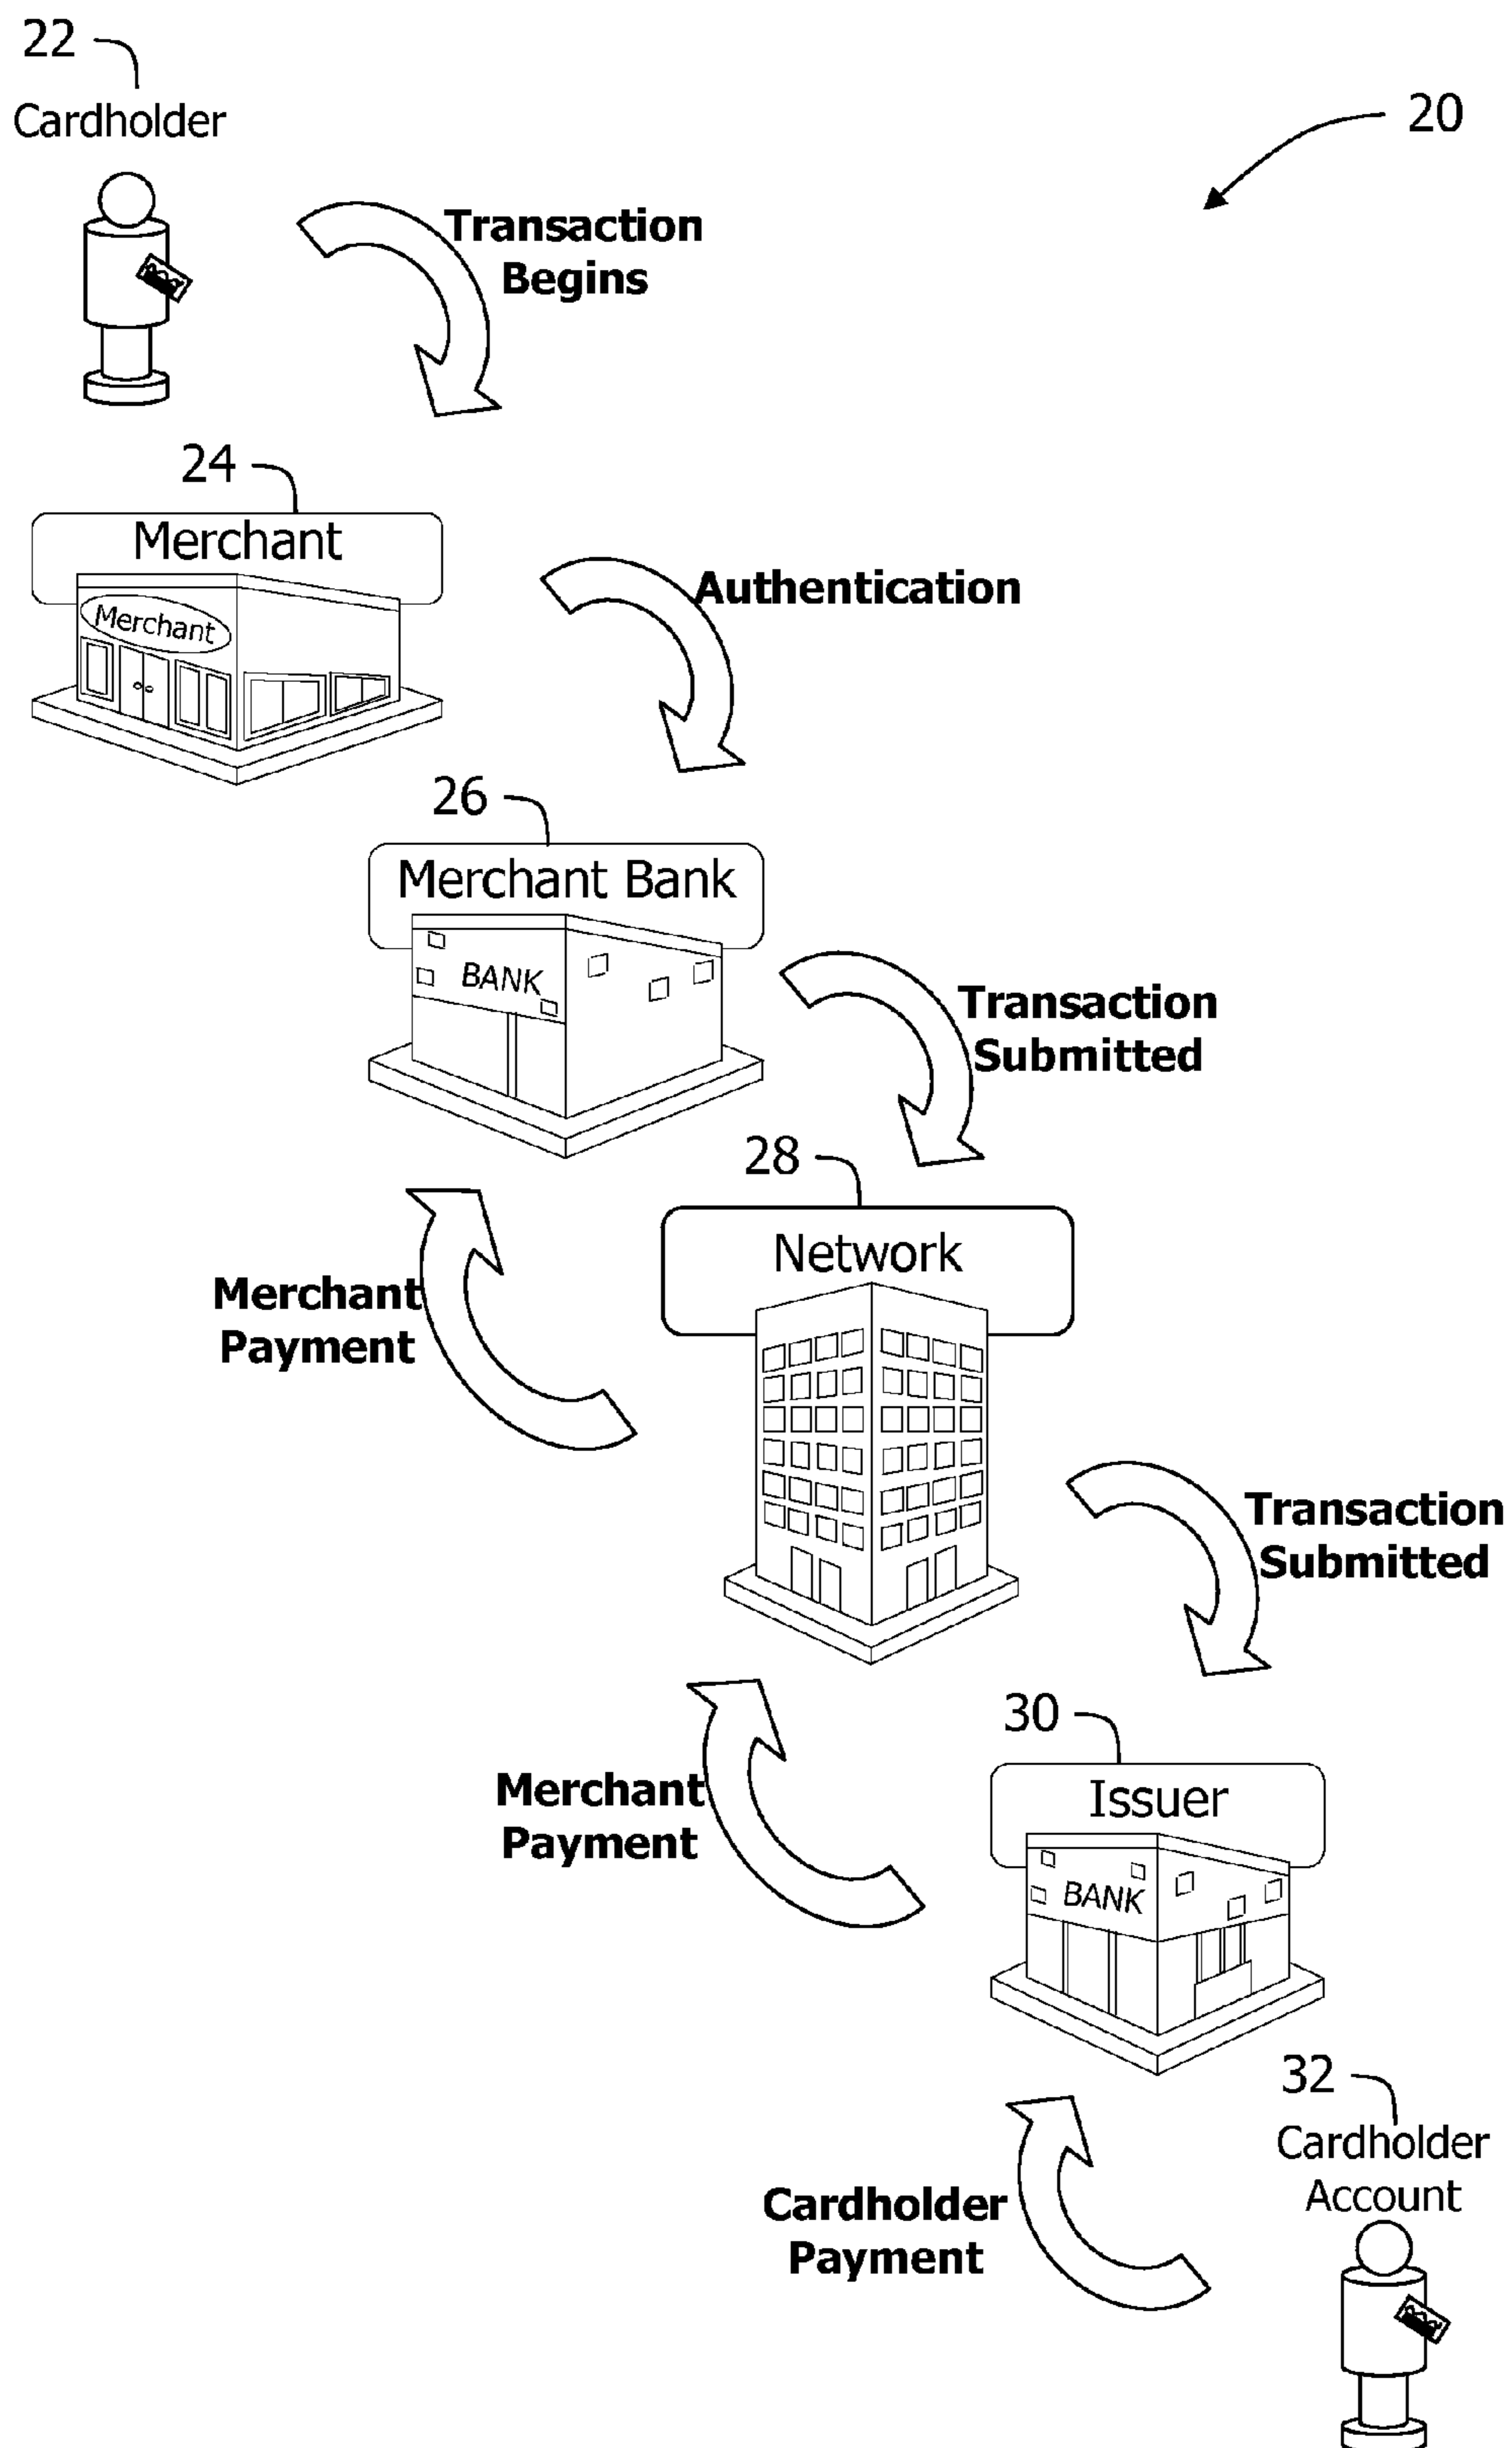 22
Cardholder
20
Transaction
Begins
24
Merchant
Merchant
Authentication
26
Merchant Bank
BANK
Transaction
Submitted
28
Network
Merchant
Payment
Transaction
Submitted
30
Issuer
BANK
Merchant
Payment
32
Cardholder
Account
Cardholder
Payment